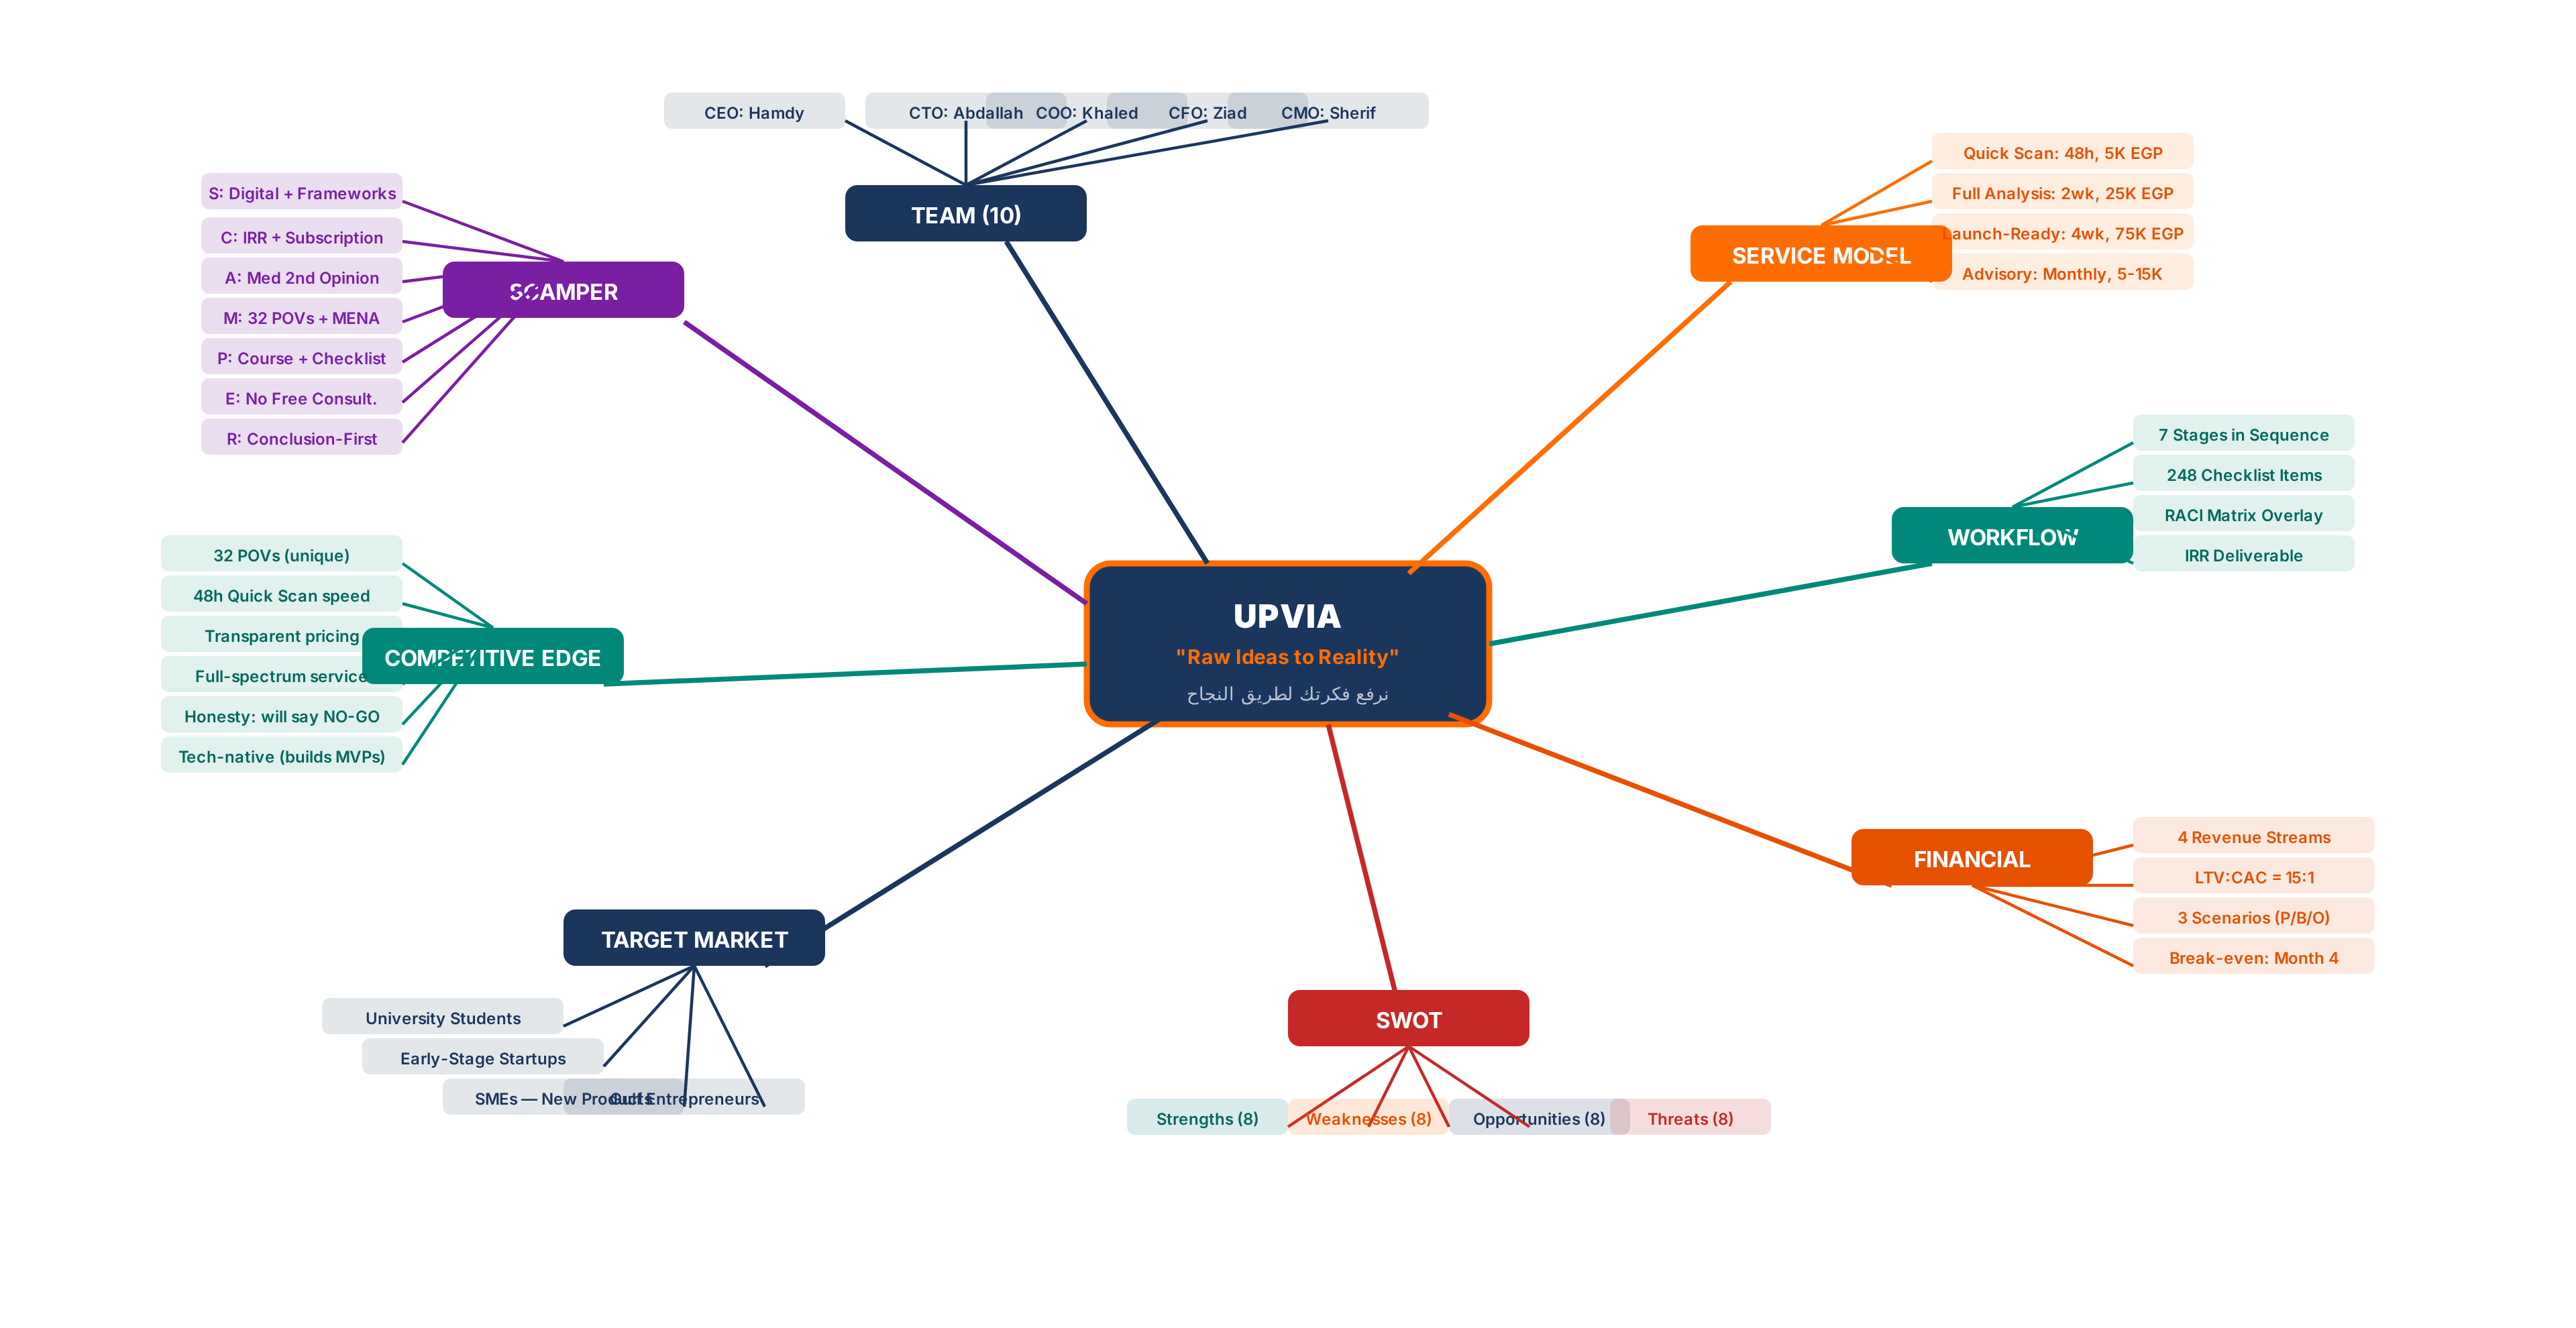 CEO: Hamdy
CTO: Abdallah
COO: Khaled
CFO: Ziad
CMO: Sherif
TEAM (10)
S: Digital + Frameworks
C: IRR + Subscription
A: Med 2nd Opinion
M: 32 POVs + MENA
P: Course + Checklist
E: No Free Consult.
R: Conclusion-First
SCAMPER
Quick Scan: 48h, 5K EGP
Full Analysis: 2wk, 25K EGP
Launch-Ready: 4wk, 75K EGP
Advisory: Monthly, 5-15K
SERVICE MODEL
7 Stages in Sequence
248 Checklist Items
RACI Matrix Overlay
IRR Deliverable
WORKFLOW
32 POVs (unique)
48h Quick Scan speed
Transparent pricing
Full-spectrum service
Honesty: will say NO-GO
Tech-native (builds MVPs)
COMPETITIVE EDGE
UPVIA
"Raw Ideas to Reality"
نرفع فكرتك لطريق النجاح
FINANCIAL
4 Revenue Streams
LTV:CAC = 15:1
3 Scenarios (P/B/O)
Break-even: Month 4
TARGET MARKET
University Students
Early-Stage Startups
SMEs — New Products
Gulf Entrepreneurs
SWOT
Strengths (8)
Weaknesses (8)
Opportunities (8)
Threats (8)